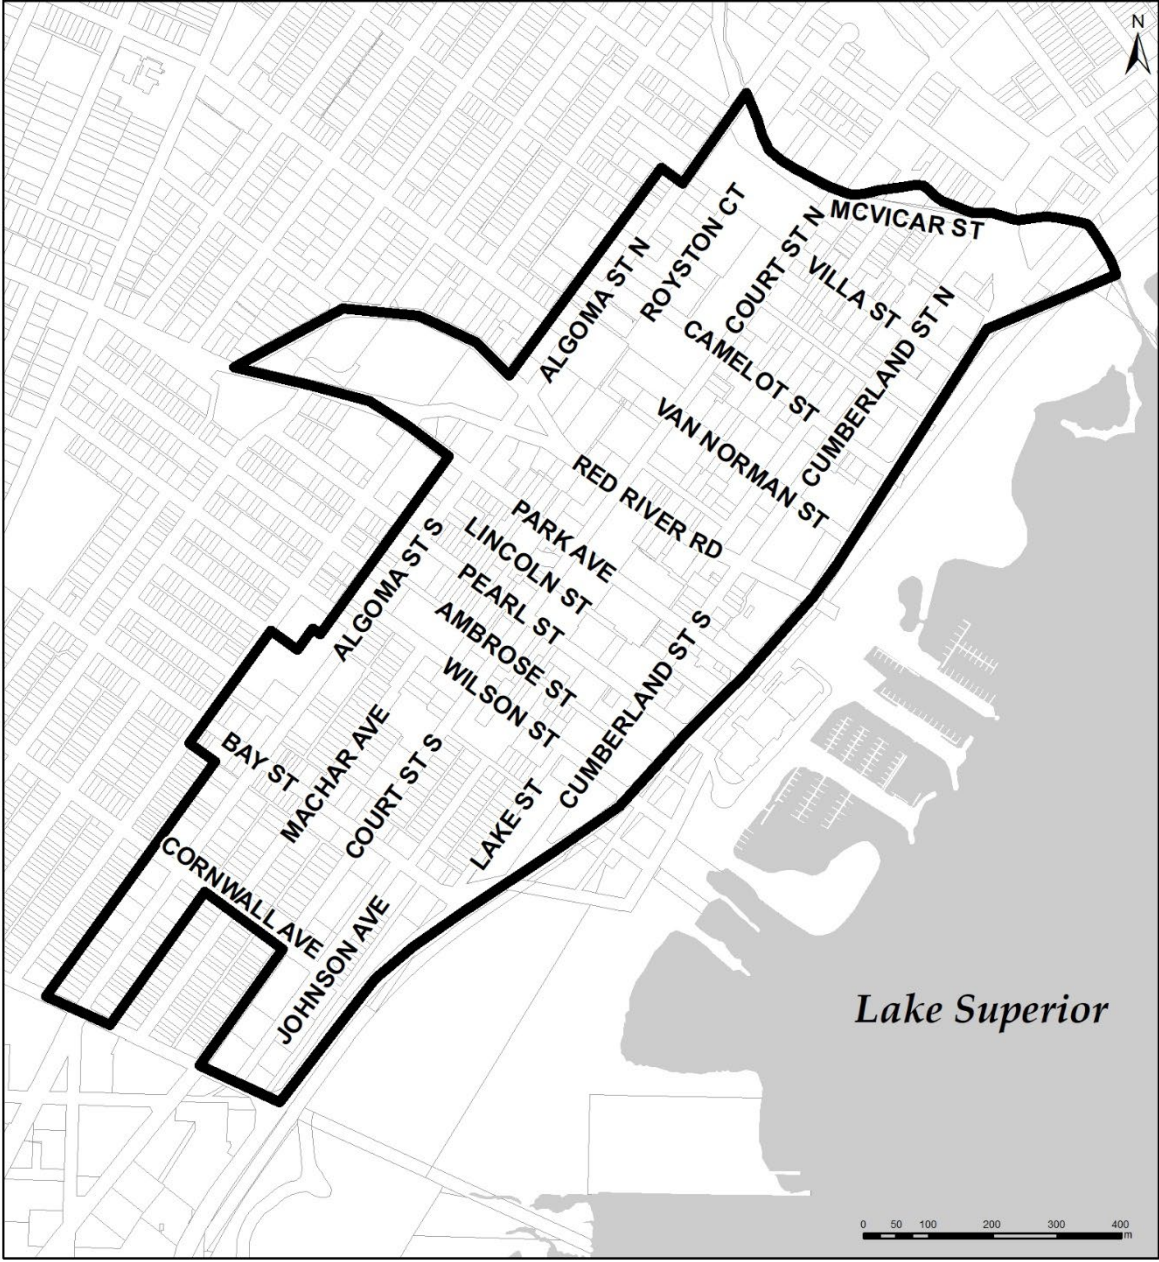 N
MCVICAR ST
ROYSTON CT
COURT ST N
ALGOMA ST N
VILLA ST
CUMBERLAND ST N
CAMELOT ST
VAN NORMAN ST
RED RIVER RD
PARK AVE
LINCOLN ST
ALGOMA ST S
PEARL ST
AMBROSE ST
CUMBERLAND ST S
WILSON ST
BAY ST
MACHAR AVE
COURT ST S
LAKE ST
CORNWALL AVE
JOHNSON AVE
Lake Superior
0 50 100 200 300 400
m